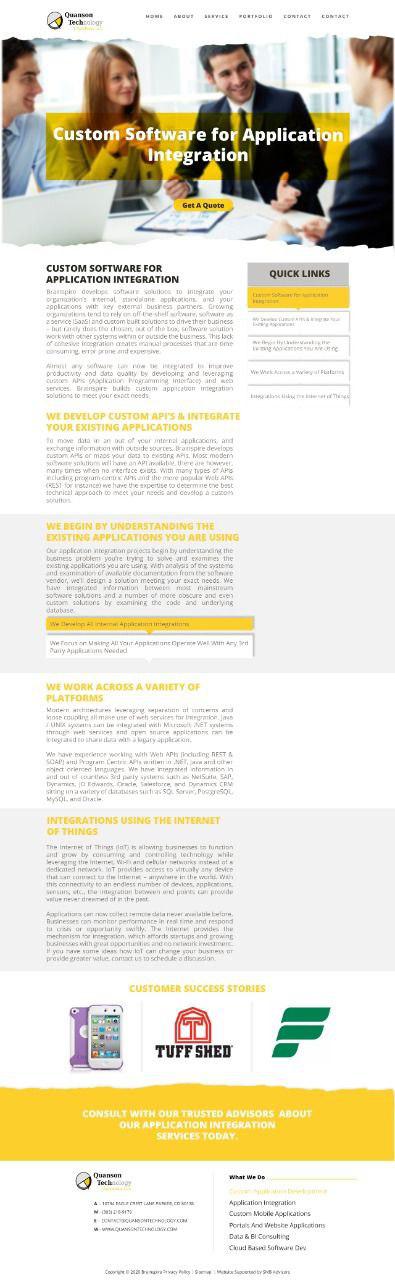 Quanson
Technology
HOME ABOUT SERVICE PORTFOLIO CONTACT CONTACT
Custom Software for Application
Integration
Get A Quote
CUSTOM SOFTWARE FOR
APPLICATION INTEGRATION
Brainspire develops software solutions to integrate your
organization's internal, standalone applications, and your
applications with key external business partners. Growing
organizations tend to rely on off-the-shelf software, software as
a service (SaaS) and custom built solutions to drive their business
– but rarely does the chosen, out of the box, software solution
work with other systems within or outside the business. This lack
of cohesive integration creates manual processes that are time
consuming, error prone and expensive.
Almost any software can now be integrated to improve
productivity and data quality by developing and leveraging
custom APIs (Application Programming Interface) and web
services. Brainspire builds custom application integration
solutions to meet your exact needs.
QUICK LINKS
Custom Software for Application
Integration
We Develop Custom API's & Integrate Your
Existing Applications
We Begin By Understanding the
Existing Applications You Are Using
We Work Across a Variety of Platforms
Integrations Using the Internet of Things
WE DEVELOP CUSTOM API'S & INTEGRATE
YOUR EXISTING APPLICATIONS
To move data in an out of your internal applications, and
exchange information with outside sources, Brainspire develops
custom APIs or maps your data to existing APIs. Most modern
software solutions will have an API available, there are however,
many times when no interface exists. With many types of APIs
including program-centric APIs and the more popular Web APIs
(REST for instance) we have the expertise to determine the best
technical approach to meet your needs and develop a custom
solution.
WE BEGIN BY UNDERSTANDING THE
EXISTING APPLICATIONS YOU ARE USING
Our application integration projects begin by understanding the
business problem you're trying to solve and examines the
existing applications you are using. With analysis of the systems
and examination of available documentation from the software
vendor, we'll design a solution meeting your exact needs. We
have integrated information between most mainstream
software solutions and a number of more obscure and even
custom solutions by examining the code and underlying
database.
We Develop All Internal Application Integrations
We Focus on Making All Your Applications Operate Well With Any 3rd
Party Applications Needed
WE WORK ACROSS A VARIETY OF
PLATFORMS
Modern architectures leveraging separation of concerns and
loose coupling all make use of web services for integration. Java
/ UNIX systems can be integrated with Microsoft .NET systems
through web services and open source applications can be
integrated to share data with a legacy application.
We have experience working with Web APIs (including REST &
SOAP) and Program Centric APIs written in .NET, Java and other
object oriented languages. We have integrated information in
and out of countless 3rd party systems such as NetSuite, SAP,
Dynamics, JD Edwards, Oracle, Salesforce, and Dynamics CRM
sitting on a variety of databases such as SQL Server, PostgreSQL,
MySQL, and Oracle.
INTEGRATIONS USING THE INTERNET
OF THINGS
The Internet of Things (IoT) is allowing businesses to function
and grow by consuming and controlling technology while
leveraging the Internet, Wi-Fi and cellular networks instead of a
dedicated network. IoT provides access to virtually any device
that can connect to the Internet – anywhere in the world. With
this connectivity to an endless number of devices, applications,
sensors, etc., the integration between end points can provide
value never dreamed of in the past.
Applications can now collect remote data never available before.
Businesses can monitor performance in real time and respond
to crisis or opportunity swiftly. The Internet provides the
mechanism for integration, which affords startups and growing
businesses with great opportunities and no network investment.
If you have some ideas how IoT can change your business or
provide greater value, contact us to schedule a discussion.
CUSTOMER SUCCESS STORIES
TUFF SHED
CONSULT WITH OUR TRUSTED ADVISORS ABOUT
OUR APPLICATION INTEGRATION
SERVICES TODAY.
Quanson
Technology
What We Do
Custom Application Development
Application Integration
Custom Mobile Applications
Portals And Website Applications
Data & BI Consulting
Cloud Based Software Dev
EAGLE CREST LANE PARKER, CO 80138
E - CONTACT@QUANSONTECHNOLOGY.COM
W - WWW.QUANSONTECHNOLOGY.COM
Copyright © 2020 Brainspire Privacy Policy | Sitemap | Website Supported by SMB Advisors